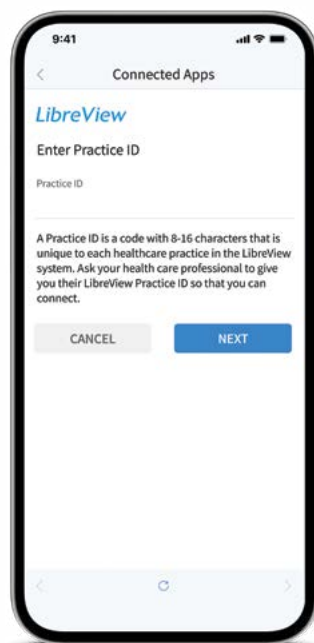 9:41
Connected Apps
LibreView
Enter Practice ID
Practice ID
A Practice ID is a code with 8-16 characters that is
unique to each healthcare practice in the LibreView
system. Ask your health care professional to give
you their LibreView Practice ID so that you can
connect.
CANCEL NEXT